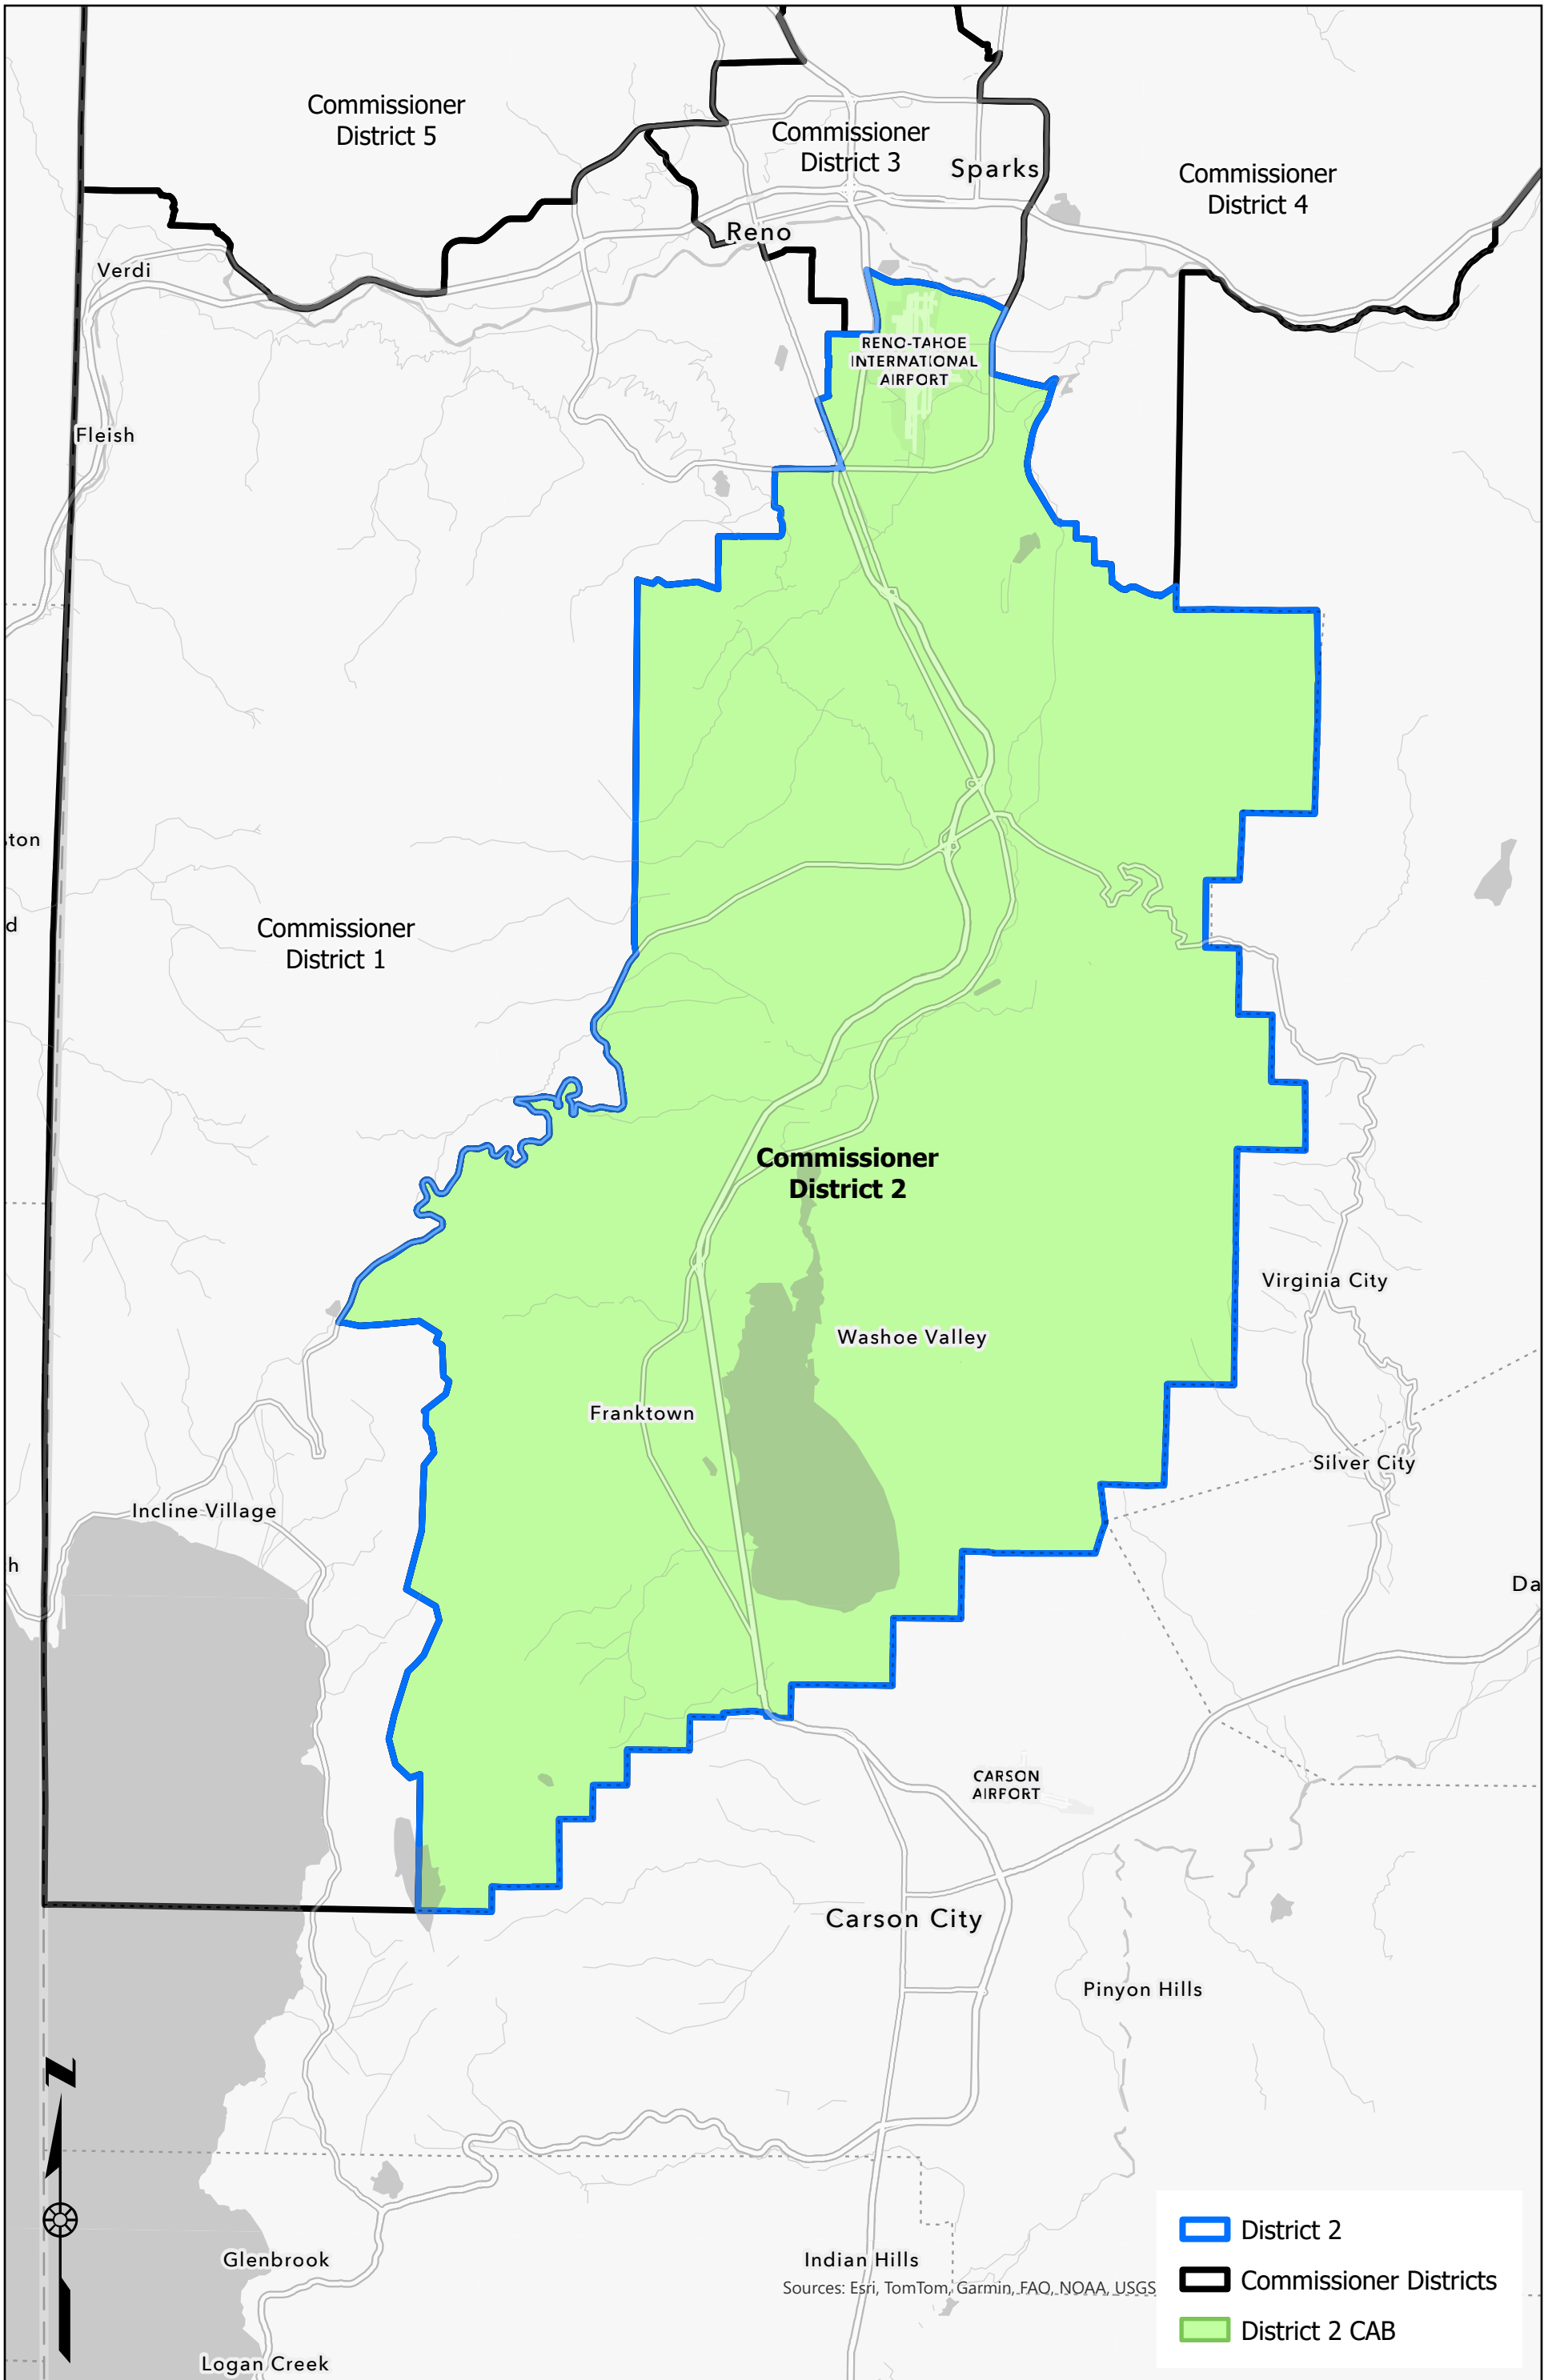 Commissioner
District 5
Commissioner
District 3
Sparks
Commissioner
District 4
Reno
Verdi
RENO-TAHOE
INTERNATIONAL
AIRPORT
Fleish
ton
d
Commissioner
District 1
Commissioner
District 2
Virginia City
Washoe Valley
Franktown
Silver City
Incline Village
h
Da
CARSON
AIRPORT
Carson City
Pinyon Hills
N
District 2
Glenbrook
Indian Hills
Commissioner Districts
Sources: Esri, TomTom, Garmin, FAO, NOAA, USGS
District 2 CAB
Logan Creek